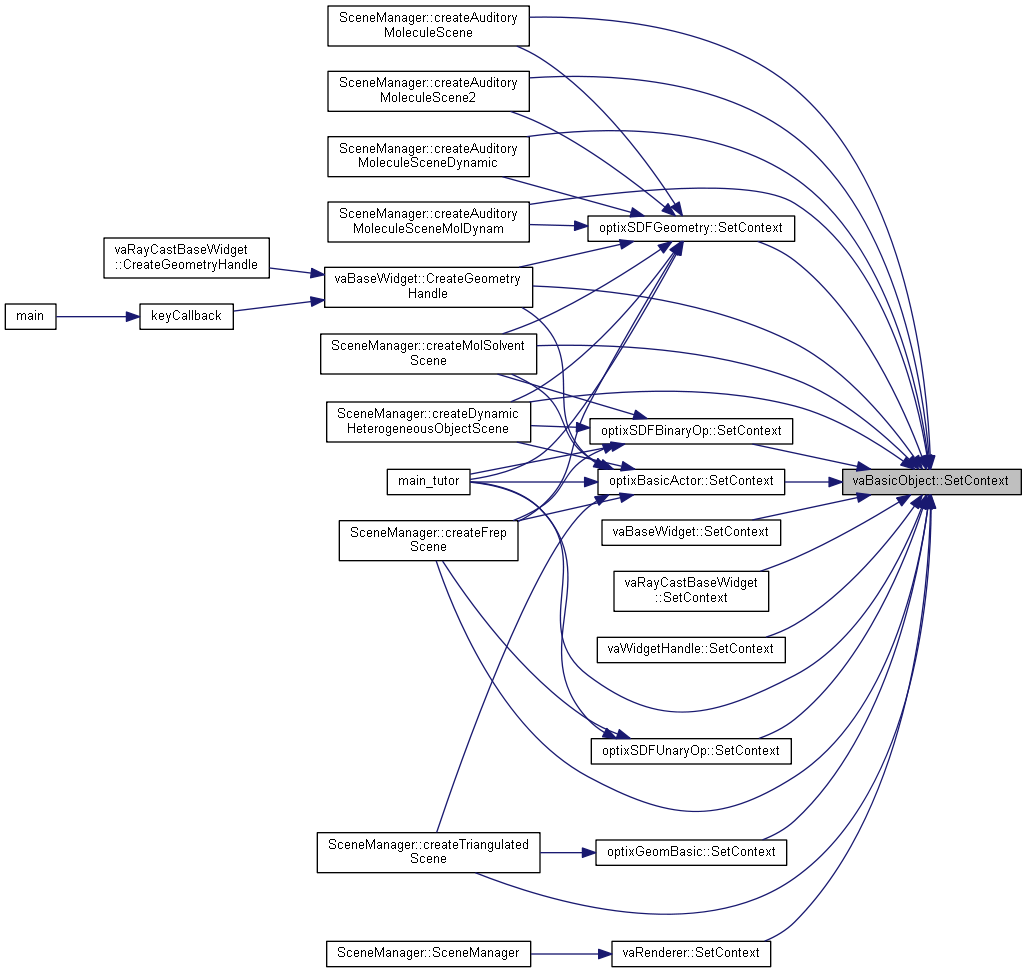 SceneManager::createAuditory
MoleculeScene
SceneManager::createAuditory
MoleculeScene2
SceneManager::createAuditory
MoleculeSceneDynamic
SceneManager::createAuditory
MoleculeSceneMolDynam
optixSDFGeometry::SetContext
vaRayCastBaseWidget
::CreateGeometryHandle
vaBaseWidget::CreateGeometry
Handle
main
keyCallback
SceneManager::createMolSolvent
Scene
SceneManager::createDynamic
HeterogeneousObjectScene
optixSDFBinaryOp::SetContext
main_tutor
optixBasicActor::SetContext
vaBasicObject::SetContext
SceneManager::createFrep
Scene
vaBaseWidget::SetContext
vaRayCastBaseWidget
::SetContext
vaWidgetHandle::SetContext
optixSDFUnaryOp::SetContext
SceneManager::createTriangulated
Scene
optixGeomBasic::SetContext
SceneManager::SceneManager
vaRenderer::SetContext